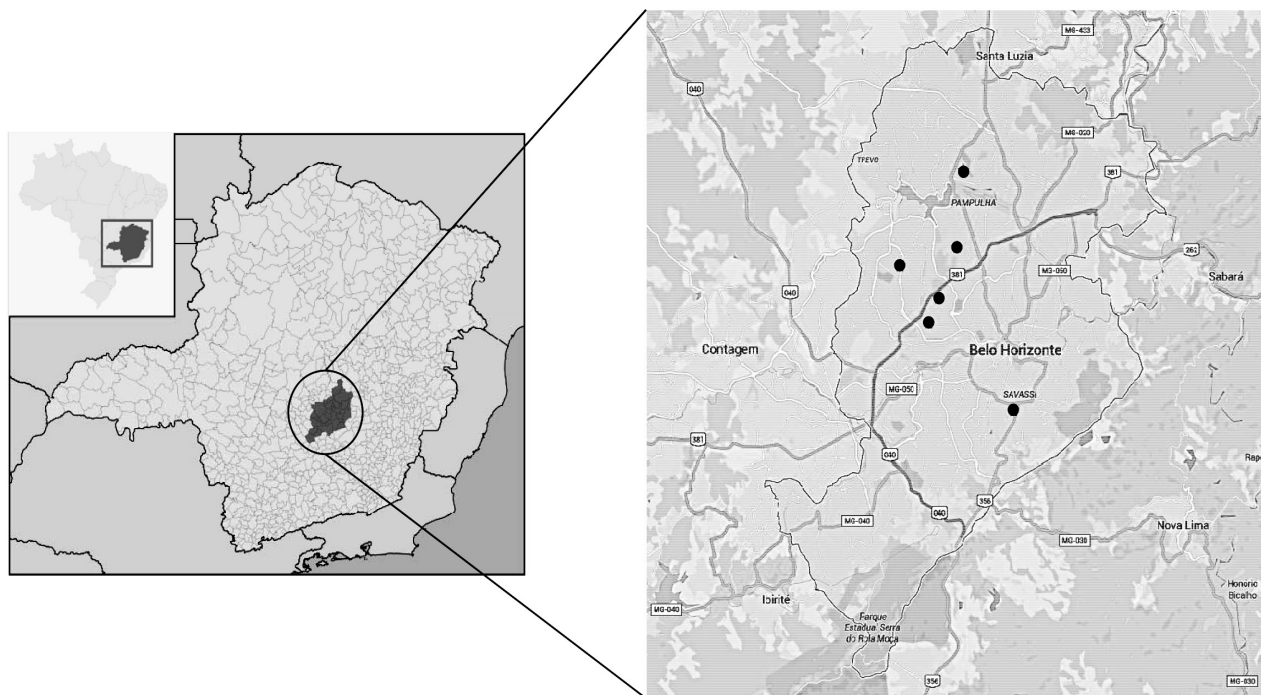 MG-433
Santa Luzia
040
MG-020
TREVO
381
PAMPULHA
262
381
MG-050
Sabará
040
Contagem
Belo Horizonte
MG-050
SAVASSI
381
040
Rap
356
040
MG-040
Nova Lima
MG-030
Honório
Bicalho
Ibirité
MG-040
Parque
Estadual Serra
do Rola Moça
356
MG-030